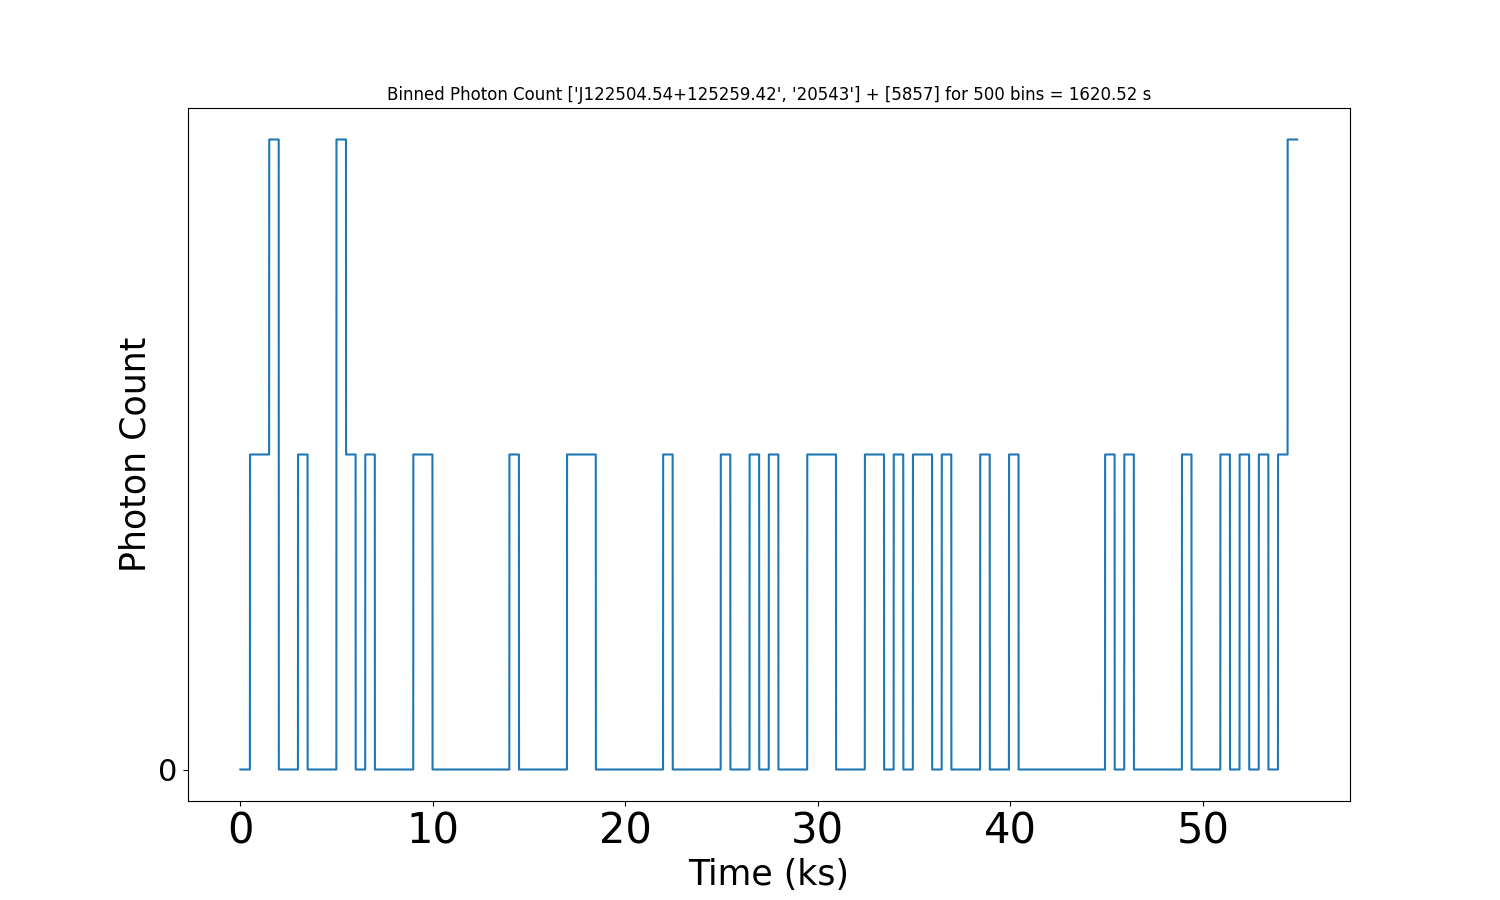 Binned Photon Count ['J122504.54+125259.42', '20543'] + [5857] for 500 bins = 1620.52 s
Photon Count
0
0 10 20 30 40 50
Time (ks)